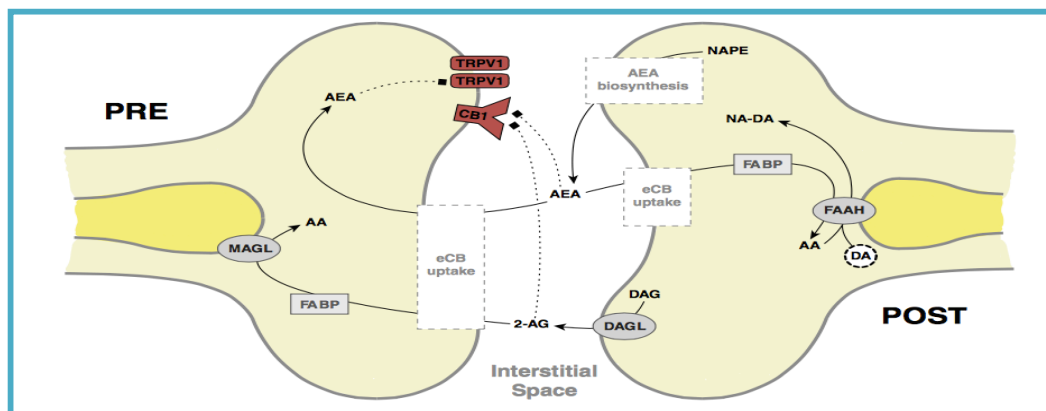 TRPV1
TRPV1
CB1
AEA
PRE
NAPE
AEA
biosynthesis
NA-DA
FABP
AEA
eCB
uptake
FAAH
AA
DA
MAGL
AA
eCB
uptake
FABP
2-AG
DAG
DAGL
POST
Interstitial
Space